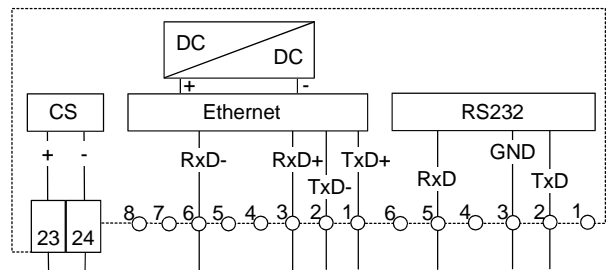 DC
DC
+ -
CS Ethernet RS232
+ - RxD- RxD+ TxD+ GND
TxD- RxD TxD
8 7 6 5 4 3 2 1 6 5 4 3 2 1
23 24